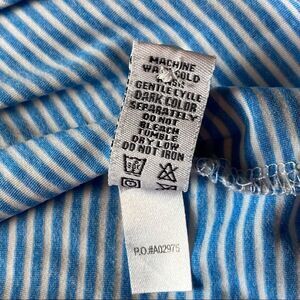 MACHINE
WASH COLD
GENTLE CYCLE
DARK COLOR
SEPARATELY
DO NOT
BLEACH
TUMBLE
DRY LOW
DO NOT IRON
P.O.#A02975